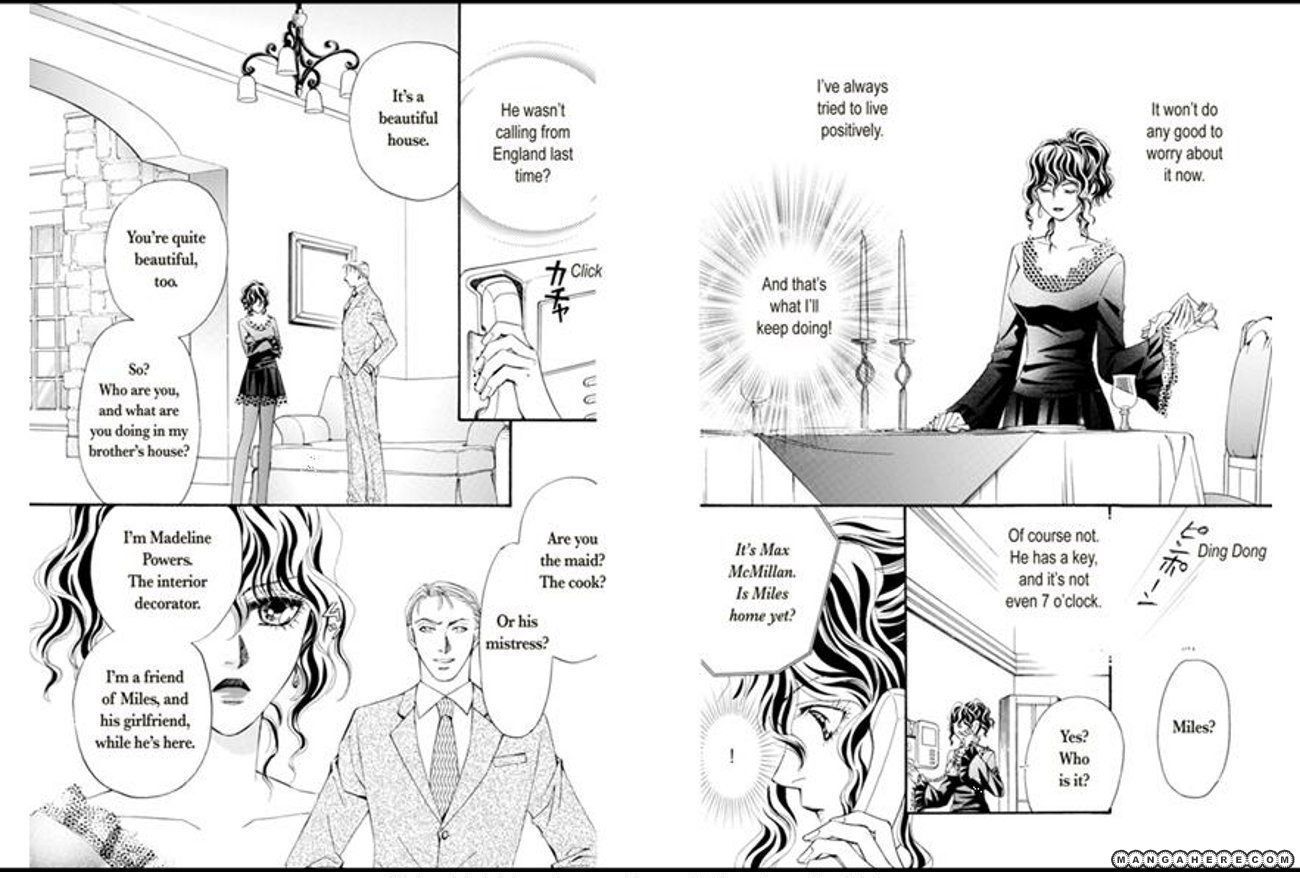 It won't do
any good to
worry about
it now.
I've always
tried to live
positively.
And that's
what I'll
keep doing!
ピンポーン
Ding Dong
Miles?
Of course not.
He has a key,
and it's not
even 7 o'clock.
Yes?
Who
is it?
It's Max
McMillan.
Is Miles
home yet?
!
He wasn't
calling from
England last
time?
カチャ
Click
It's a
beautiful
house.
You're quite
beautiful,
too.
So?
Who are you,
and what are
you doing in my
brother's house?
Are you
the maid?
The cook?
Or his
mistress?
I'm Madeline
Powers.
The interior
decorator.
I'm a friend
of Miles, and
his girlfriend,
while he's here.
MANGAHERE.COM